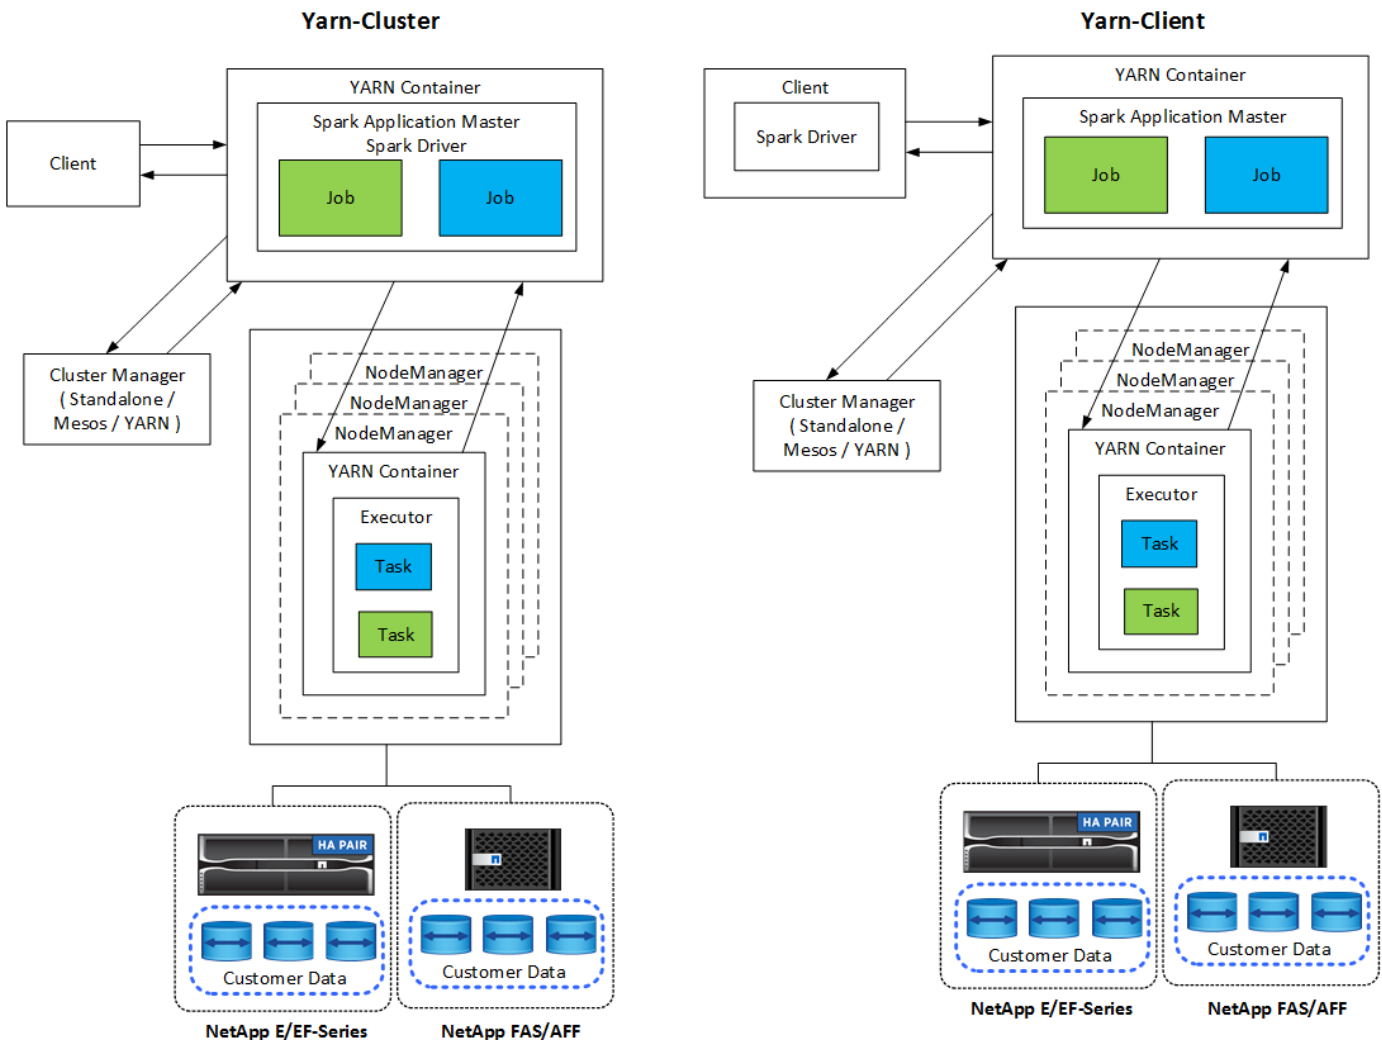 Yarn-Cluster
YARN Container
Spark Application Master
Spark Driver
Client
Job
Job
Cluster Manager
( Standalone /
Mesos / YARN )
NodeManager
NodeManager
NodeManager
YARN Container
Executor
Task
Task
HA PAIR
Customer Data
Customer Data
NetApp E/EF-Series
NetApp FAS/AFF
Yarn-Client
Client
Spark Driver
YARN Container
Spark Application Master
Job
Job
Cluster Manager
( Standalone /
Mesos / YARN )
NodeManager
NodeManager
NodeManager
YARN Container
Executor
Task
Task
HA PAIR
Customer Data
Customer Data
NetApp E/EF-Series
NetApp FAS/AFF